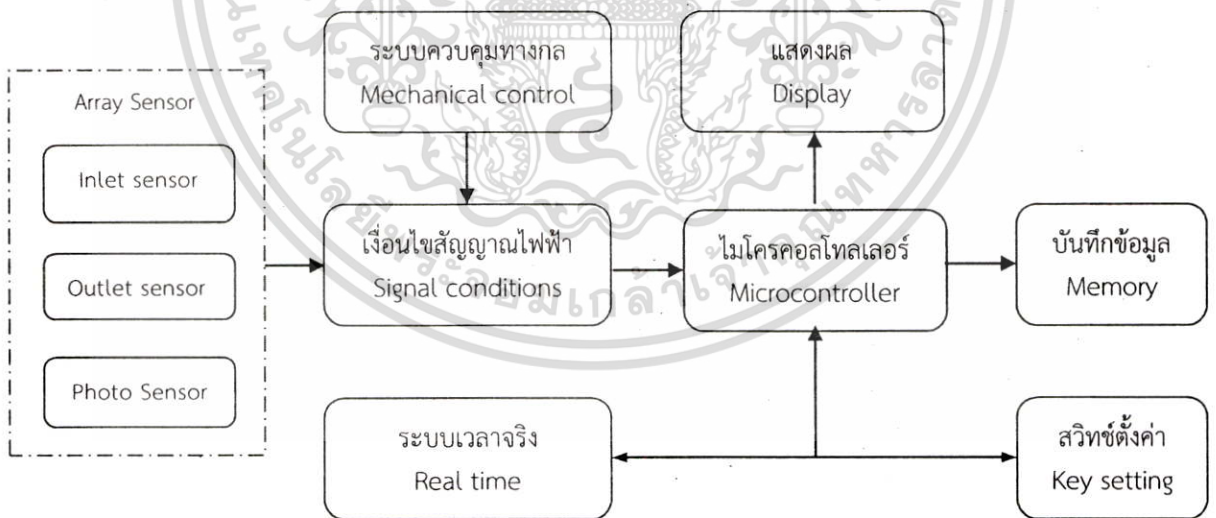 ระบบควบคุมทางกล
Mechanical control
แสดงผล
Display
Array Sensor
Inlet sensor
Outlet sensor
Photo Sensor
เงื่อนไขสัญญาณไฟฟ้า
Signal conditions
ไมโครคอลโทลเลอร์
Microcontroller
บันทึกข้อมูล
Memory
ระบบเวลาจริง
Real time
สวิทช์ตั้งค่า
Key setting